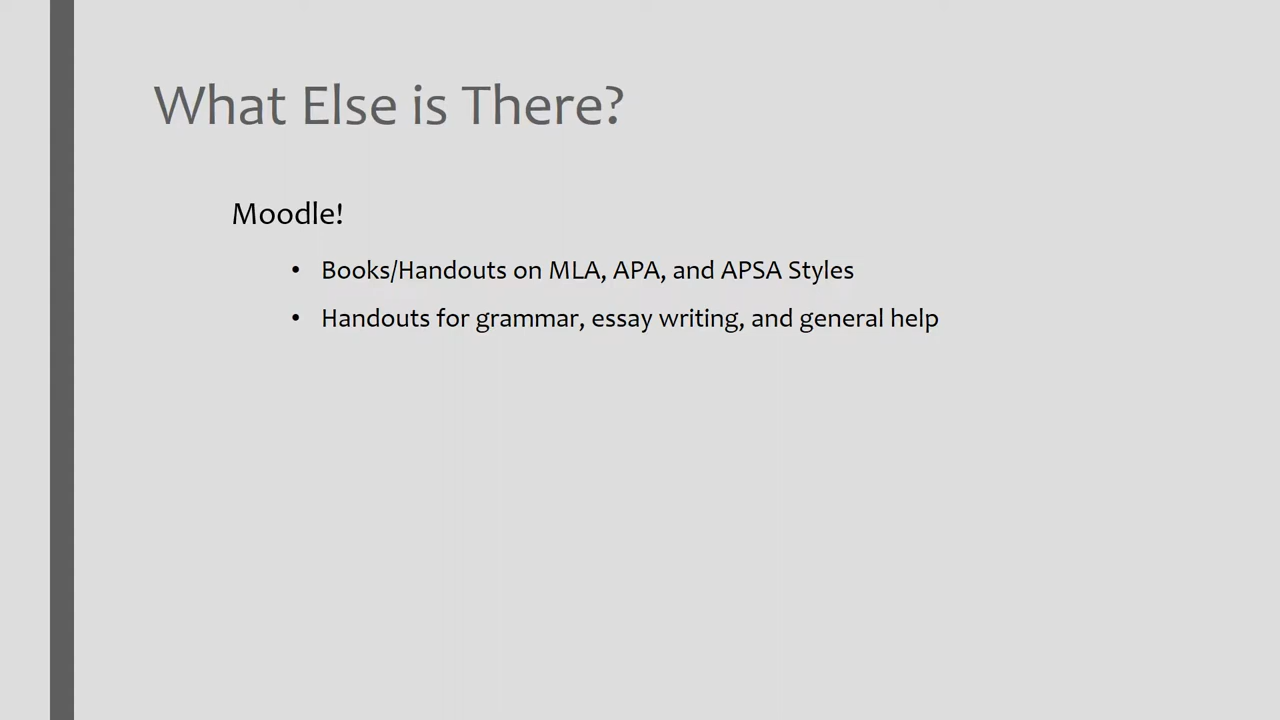 What Else is There?
Moodle!
• Books/Handouts on MLA, APA, and APSA Styles
• Handouts for grammar, essay writing, and general help